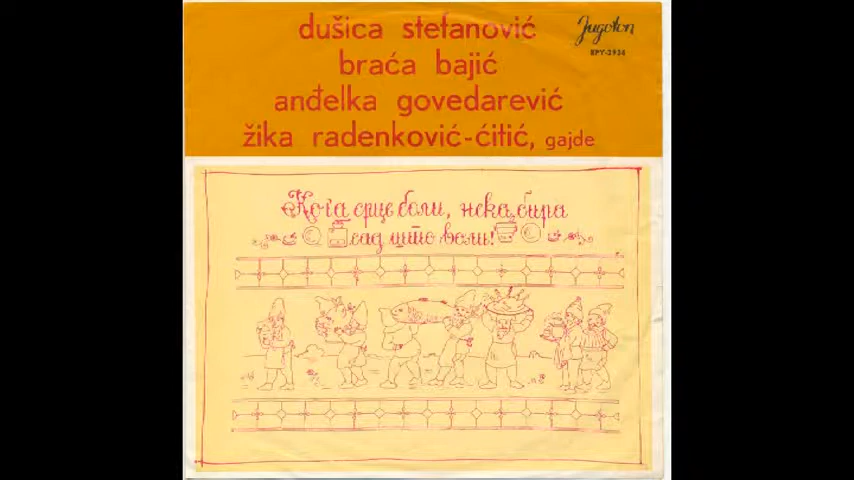 dušica stefanović
Jugoton
EPY-3934
braća bajić
anđelka govedarević
žika radenković-ćitić, gajde
Кога срце боли, нека бира
сад што воли!